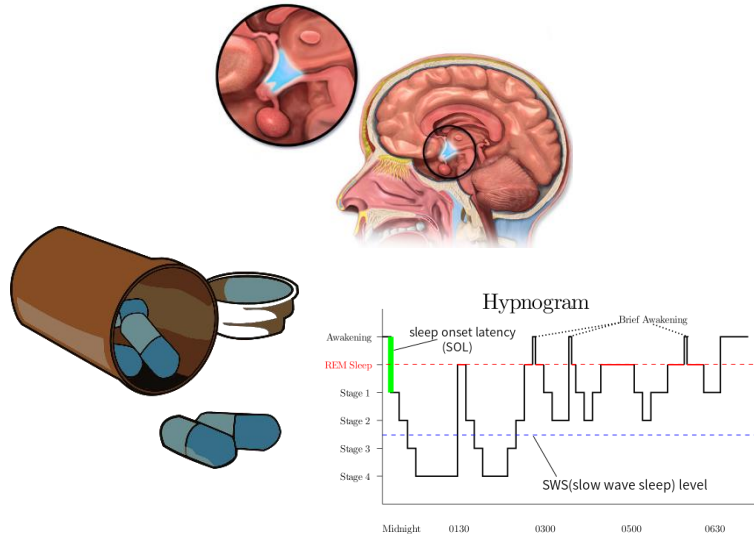 Hypnogram
Brief Awakening
Awakening
sleep onset latency
(SOL)
REM Sleep
Stage 1
Stage 2
Stage 3
Stage 4
SWS(slow wave sleep) level
Midnight 0130 0300 0500 0630